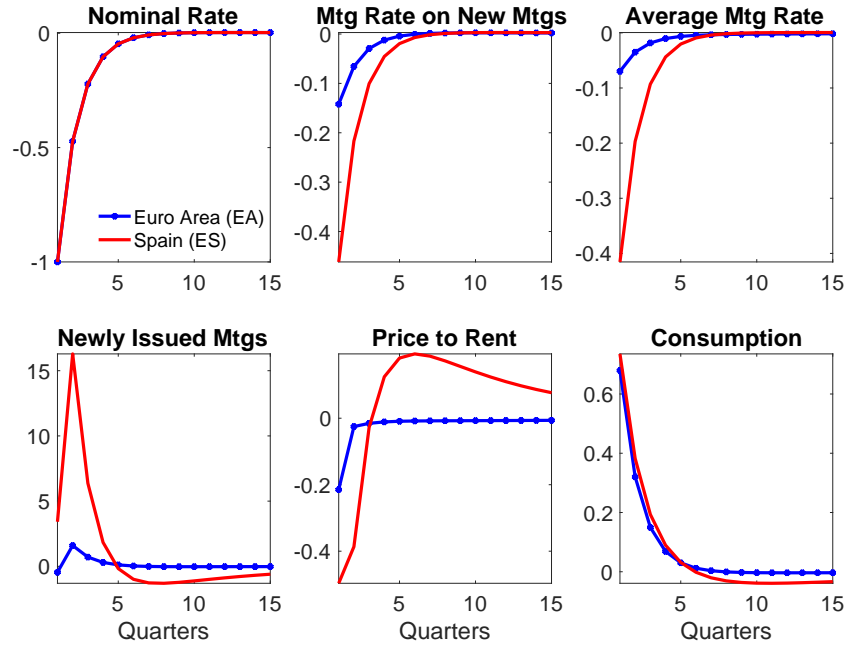 Nominal Rate
0
-0.5
-1
5 10 15
Euro Area (EA)
Spain (ES)
Mtg Rate on New Mtgs
0
-0.1
-0.2
-0.3
-0.4
5 10 15
Average Mtg Rate
0
-0.1
-0.2
-0.3
-0.4
5 10 15
Newly Issued Mtgs
15
10
5
0
5 10 15
Quarters
Price to Rent
0
-0.2
-0.4
5 10 15
Quarters
Consumption
0.6
0.4
0.2
0
5 10 15
Quarters